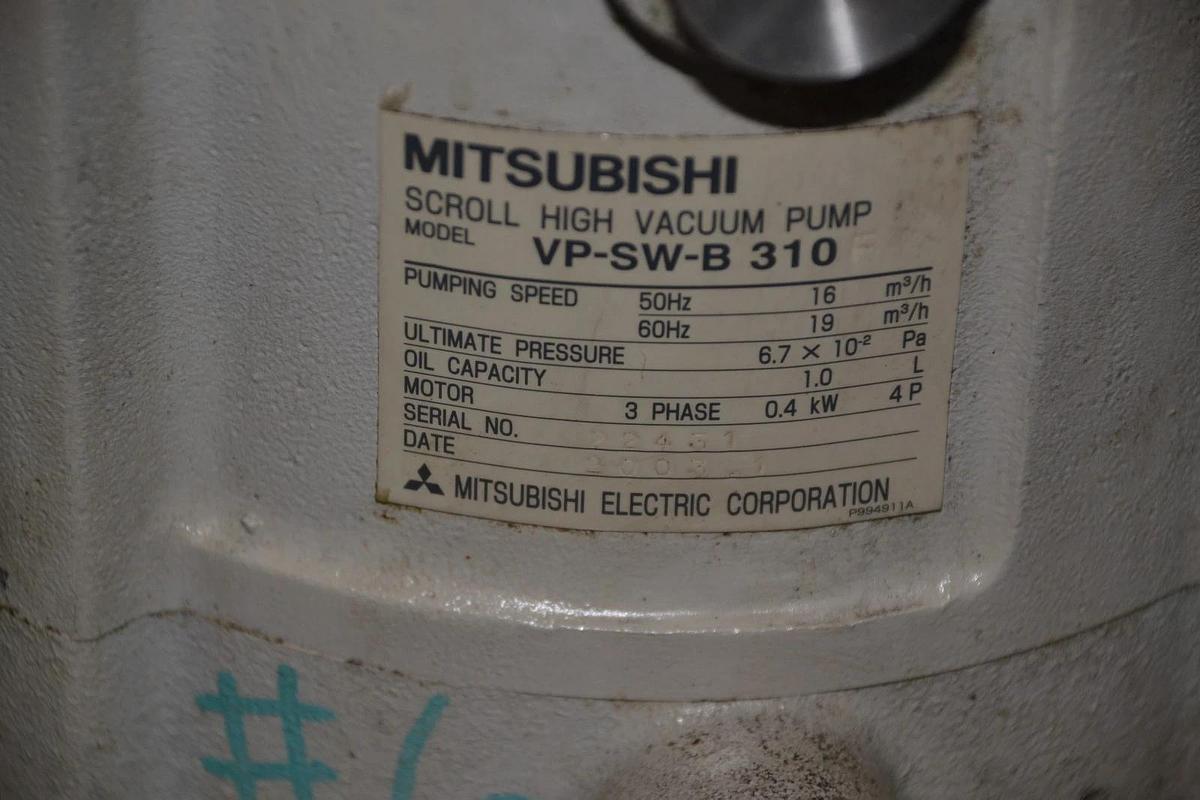 MITSUBISHI
SCROLL HIGH VACUUM PUMP
MODEL VP-SW-B 310
PUMPING SPEED 50Hz 16 m³/h
60Hz 19 m³/h
ULTIMATE PRESSURE 6.7 × 10⁻² Pa
OIL CAPACITY 1.0 L
MOTOR 3 PHASE 0.4 kW 4P
SERIAL NO. 22431
DATE
MITSUBISHI ELECTRIC CORPORATION
P994911A
#